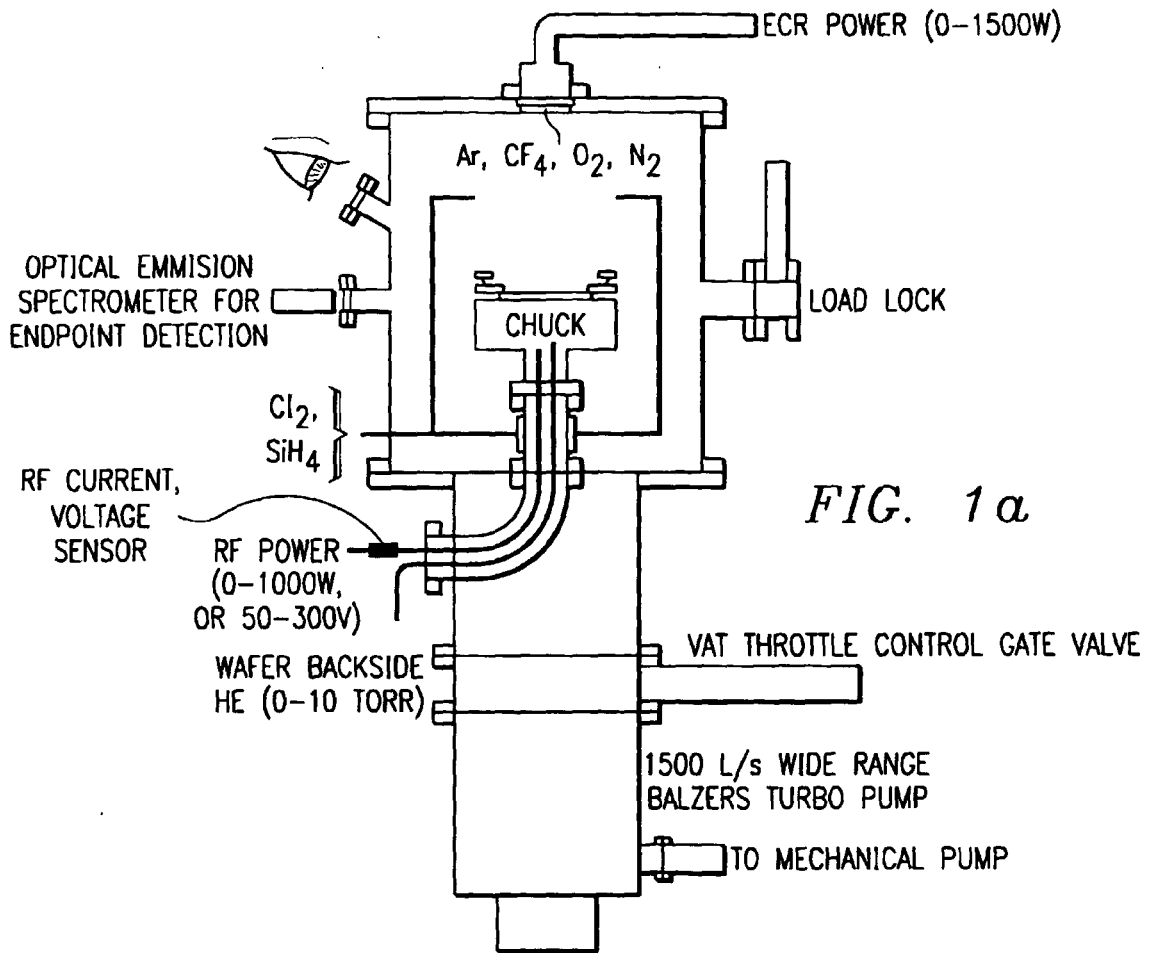 ECR POWER (0-1500W)
Ar, CF4, O2, N2
OPTICAL EMMISION
SPECTROMETER FOR
ENDPOINT DETECTION
CHUCK
LOAD LOCK
Cl2,
SiH4
RF CURRENT,
VOLTAGE
SENSOR
FIG. 1a
RF POWER
(0-1000W,
OR 50-300V)
WAFER BACKSIDE
HE (0-10 TORR)
VAT THROTTLE CONTROL GATE VALVE
1500 L/s WIDE RANGE
BALZERS TURBO PUMP
TO MECHANICAL PUMP